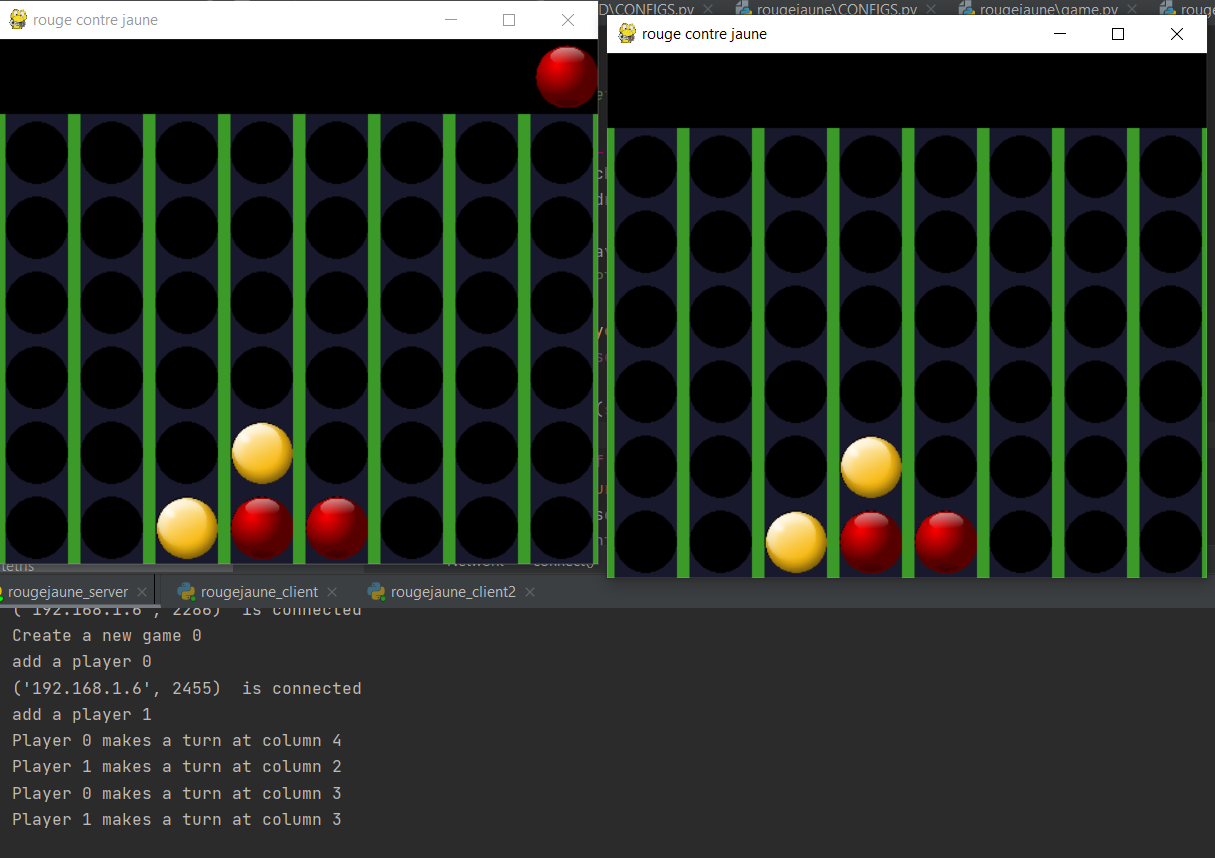 rouge contre jaune
D\CONFIGS.py rougejaune\CONFIGS.py rougejaune\game.py rouge
rouge contre jaune
rougejaune_server rougejaune_client rougejaune_client2
('192.168.1.6', 2286) is connected
Create a new game 0
add a player 0
('192.168.1.6', 2455) is connected
add a player 1
Player 0 makes a turn at column 4
Player 1 makes a turn at column 2
Player 0 makes a turn at column 3
Player 1 makes a turn at column 3